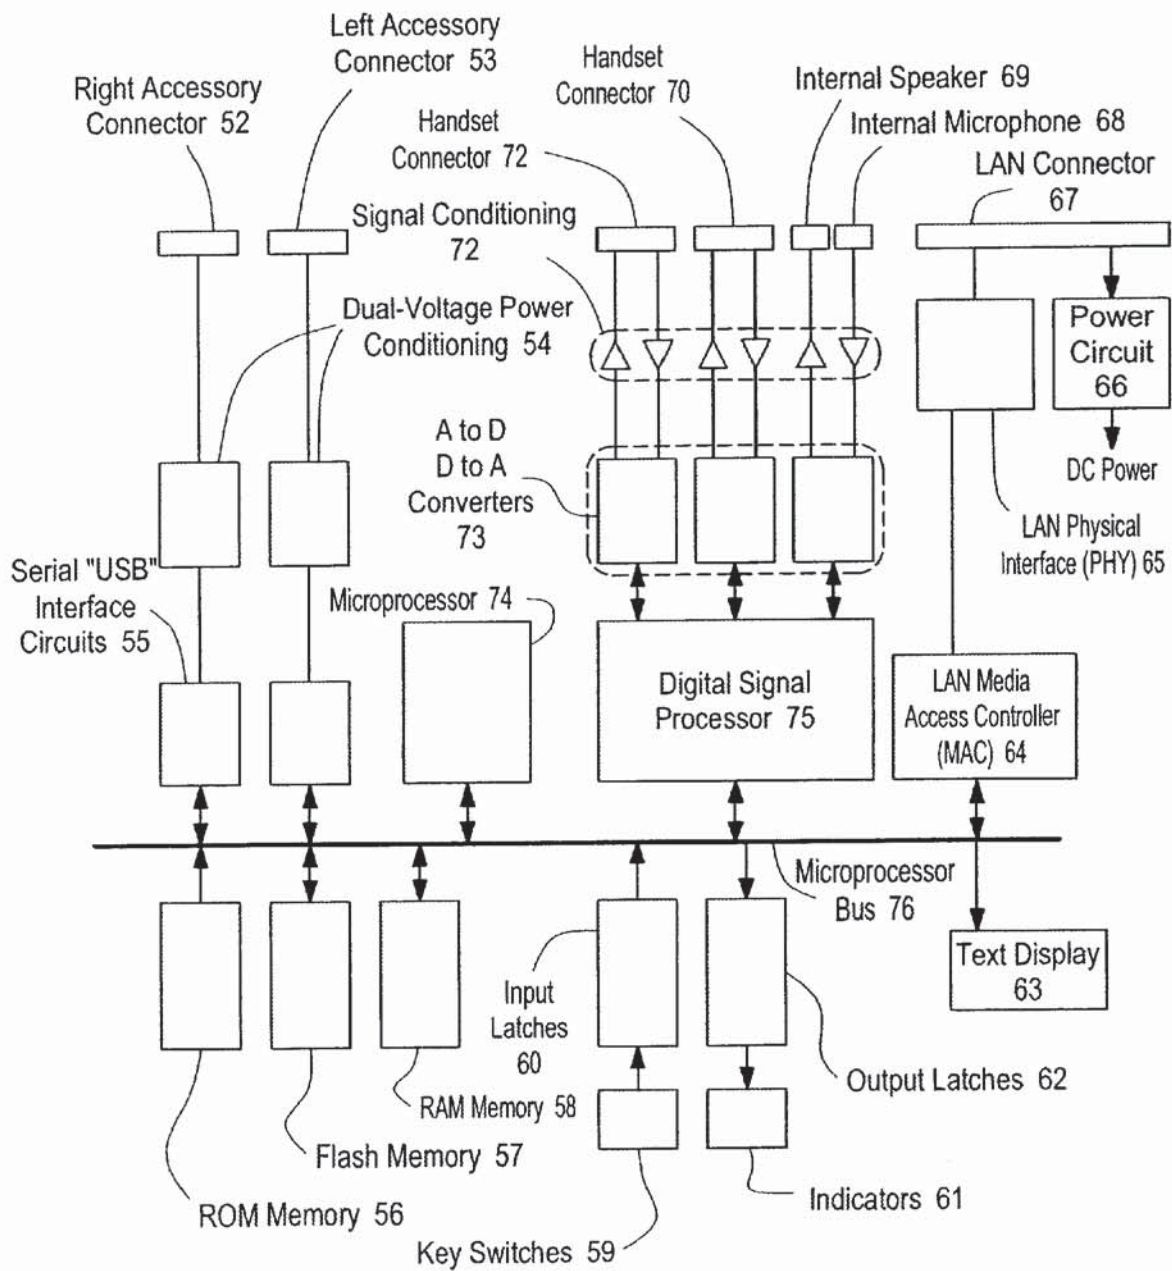 Left Accessory
Connector 53
Right Accessory
Connector 52
Handset
Connector 72
Handset
Connector 70
Internal Speaker 69
Internal Microphone 68
LAN Connector
67
Signal Conditioning
72
Dual-Voltage Power
Conditioning 54
Power
Circuit
66
DC Power
A to D
D to A
Converters
73
LAN Physical
Interface (PHY) 65
Serial "USB"
Interface
Circuits 55
Microprocessor 74
Digital Signal
Processor 75
LAN Media
Access Controller
(MAC) 64
Microprocessor
Bus 76
Text Display
63
Input
Latches
60
Output Latches 62
RAM Memory 58
Flash Memory 57
ROM Memory 56
Indicators 61
Key Switches 59